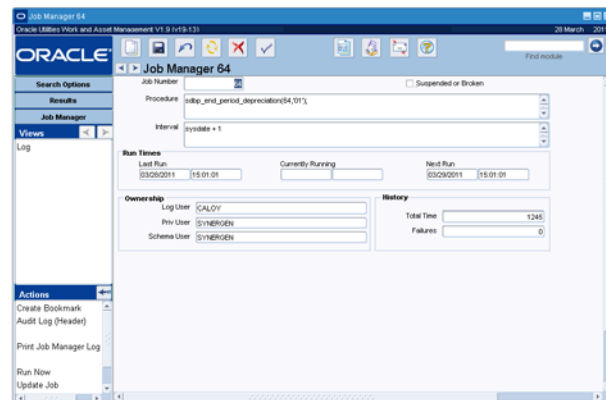 Job Manager 64
Oracle Utilities Work and Asset Management V1.9 (v19-13)
28 March 201
ORACLE
Find module
Job Manager 64
Search Options
Results
Job Manager
Views
Log
Job Number 64
Suspended or Broken
Procedure sdbp_end_period_depreciation(64,'01');
Interval sysdate + 1
Run Times
Last Run
Currently Running
Next Run
03/28/2011 15:01:01
03/29/2011 15:01:01
Ownership
Log User CALOY
Priv User SYNERGEN
Schema User SYNERGEN
History
Total Time 1245
Failures 0
Actions
Create Bookmark
Audit Log (Header)
Print Job Manager Log
Run Now
Update Job